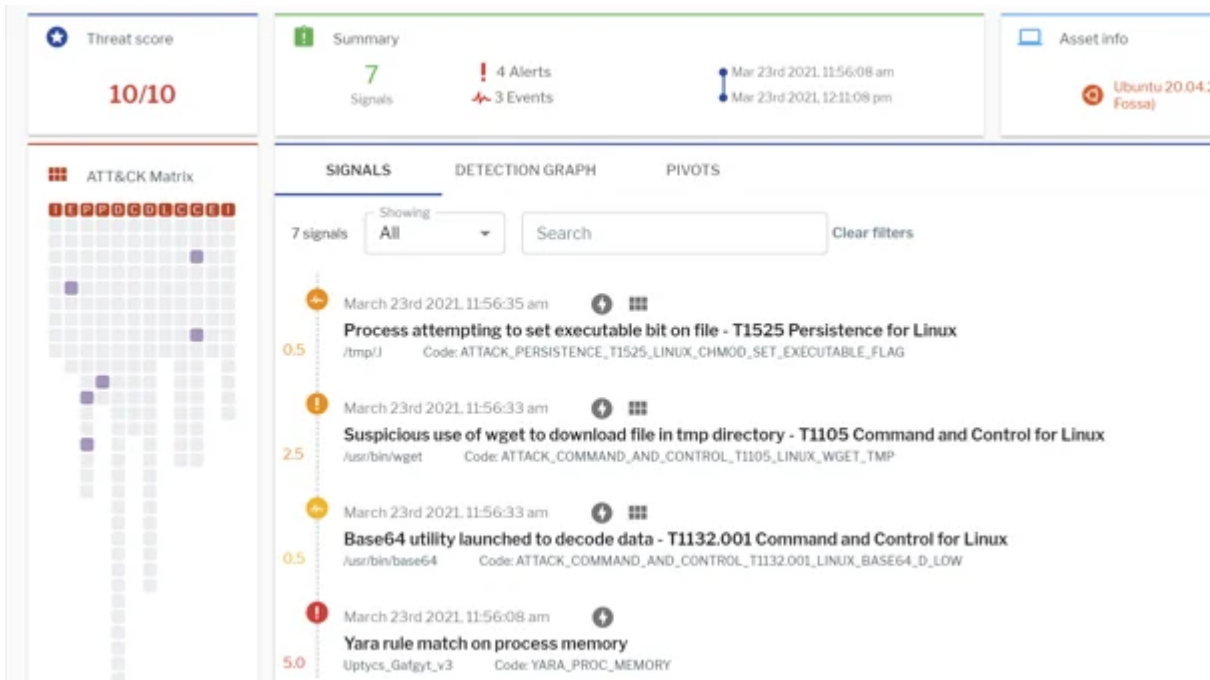 Threat score
10/10
Summary
7
Signals
4 Alerts
3 Events
Mar 23rd 2021, 11:56:08 am
Mar 23rd 2021, 12:11:08 pm
Asset info
Ubuntu 20.04.2
Fossa)
ATT&CK Matrix
I E P P D C D L C C E I
SIGNALS DETECTION GRAPH PIVOTS
7 signals
Showing
All
Search
Clear filters
March 23rd 2021, 11:56:35 am
Process attempting to set executable bit on file - T1525 Persistence for Linux
0.5
/tmp/.l Code: ATTACK_PERSISTENCE_T1525_LINUX_CHMOD_SET_EXECUTABLE_FLAG
March 23rd 2021, 11:56:33 am
Suspicious use of wget to download file in tmp directory - T1105 Command and Control for Linux
2.5
/usr/bin/wget Code: ATTACK_COMMAND_AND_CONTROL_T1105_LINUX_WGET_TMP
March 23rd 2021, 11:56:33 am
Base64 utility launched to decode data - T1132.001 Command and Control for Linux
0.5
/usr/bin/base64 Code: ATTACK_COMMAND_AND_CONTROL_T1132.001_LINUX_BASE64_D_LOW
March 23rd 2021, 11:56:08 am
Yara rule match on process memory
5.0
Uptycs_Gafgyt_v3 Code: YARA_PROC_MEMORY